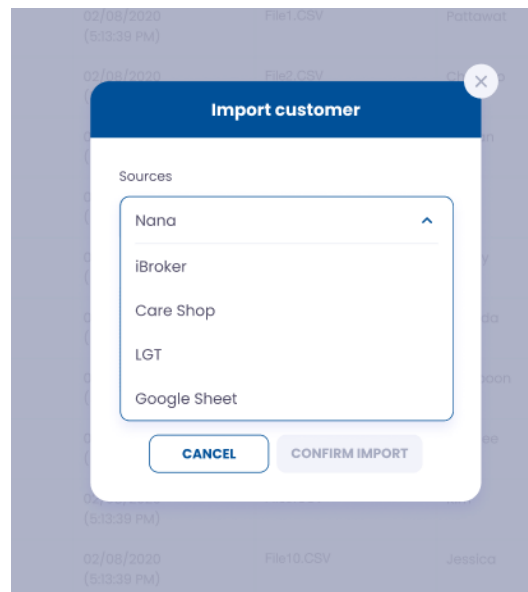 02/08/2020 File1.CSV Pattawat
(5:13:39 PM)
02/08/2020 File2.CSV
Import customer
Sources
Nana
iBroker
Care Shop
LGT
Google Sheet
CANCEL CONFIRM IMPORT
(5:13:39 PM)
02/08/2020 File10.CSV Jessica
(5:13:39 PM)